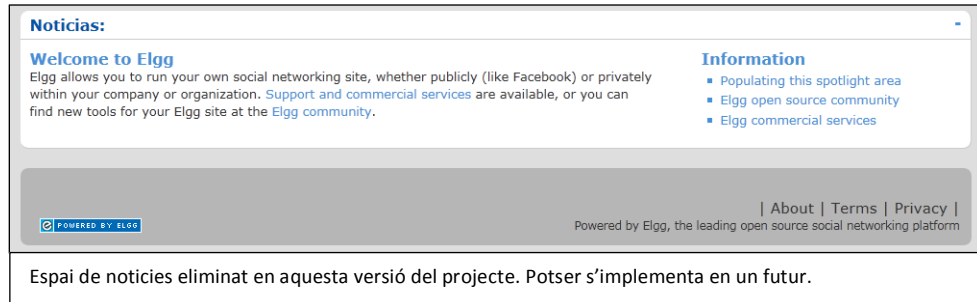 Noticias:
-
Welcome to Elgg
Elgg allows you to run your own social networking site, whether publicly (like Facebook) or privately
within your company or organization. Support and commercial services are available, or you can
find new tools for your Elgg site at the Elgg community.
Information
Populating this spotlight area
Elgg open source community
Elgg commercial services
| About | Terms | Privacy |
POWERED BY ELGG
Powered by Elgg, the leading open source social networking platform
Espai de noticies eliminat en aquesta versió del projecte. Potser s’implementa en un futur.